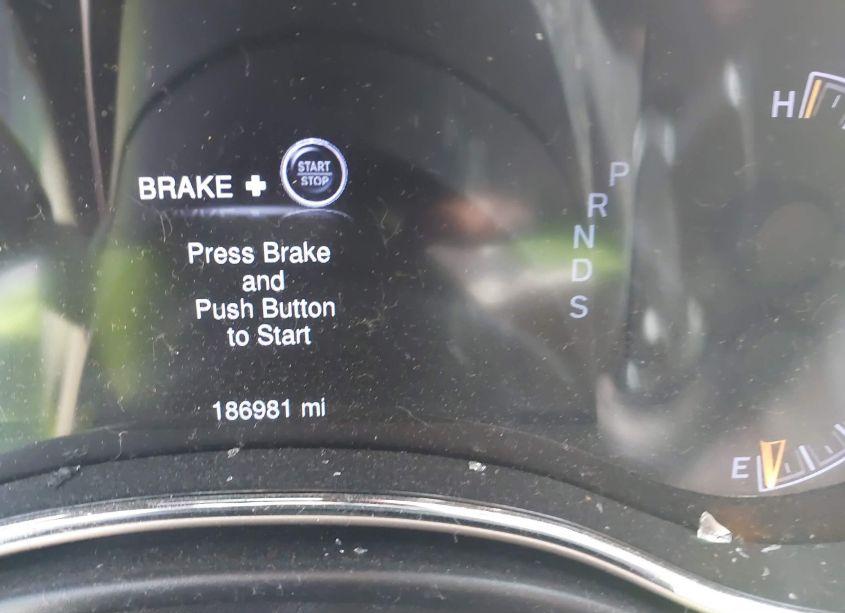 BRAKE + START
STOP
Press Brake
and
Push Button
to Start
186981 mi
P
R
N
D
S
H
E